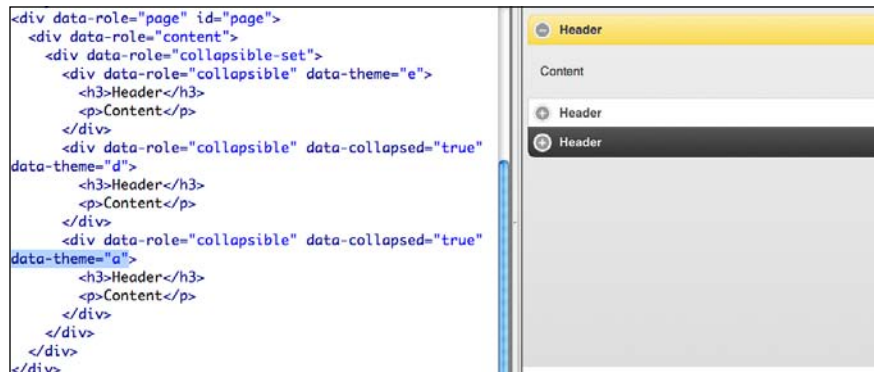 <div data-role="page" id="page">
<div data-role="content">
<div data-role="collapsible-set">
<div data-role="collapsible" data-theme="e">
<h3>Header</h3>
<p>Content</p>
</div>
<div data-role="collapsible" data-collapsed="true"
data-theme="d">
<h3>Header</h3>
<p>Content</p>
</div>
<div data-role="collapsible" data-collapsed="true"
data-theme="a">
<h3>Header</h3>
<p>Content</p>
</div>
</div>
</div>
</div>
Header
Content
Header
Header